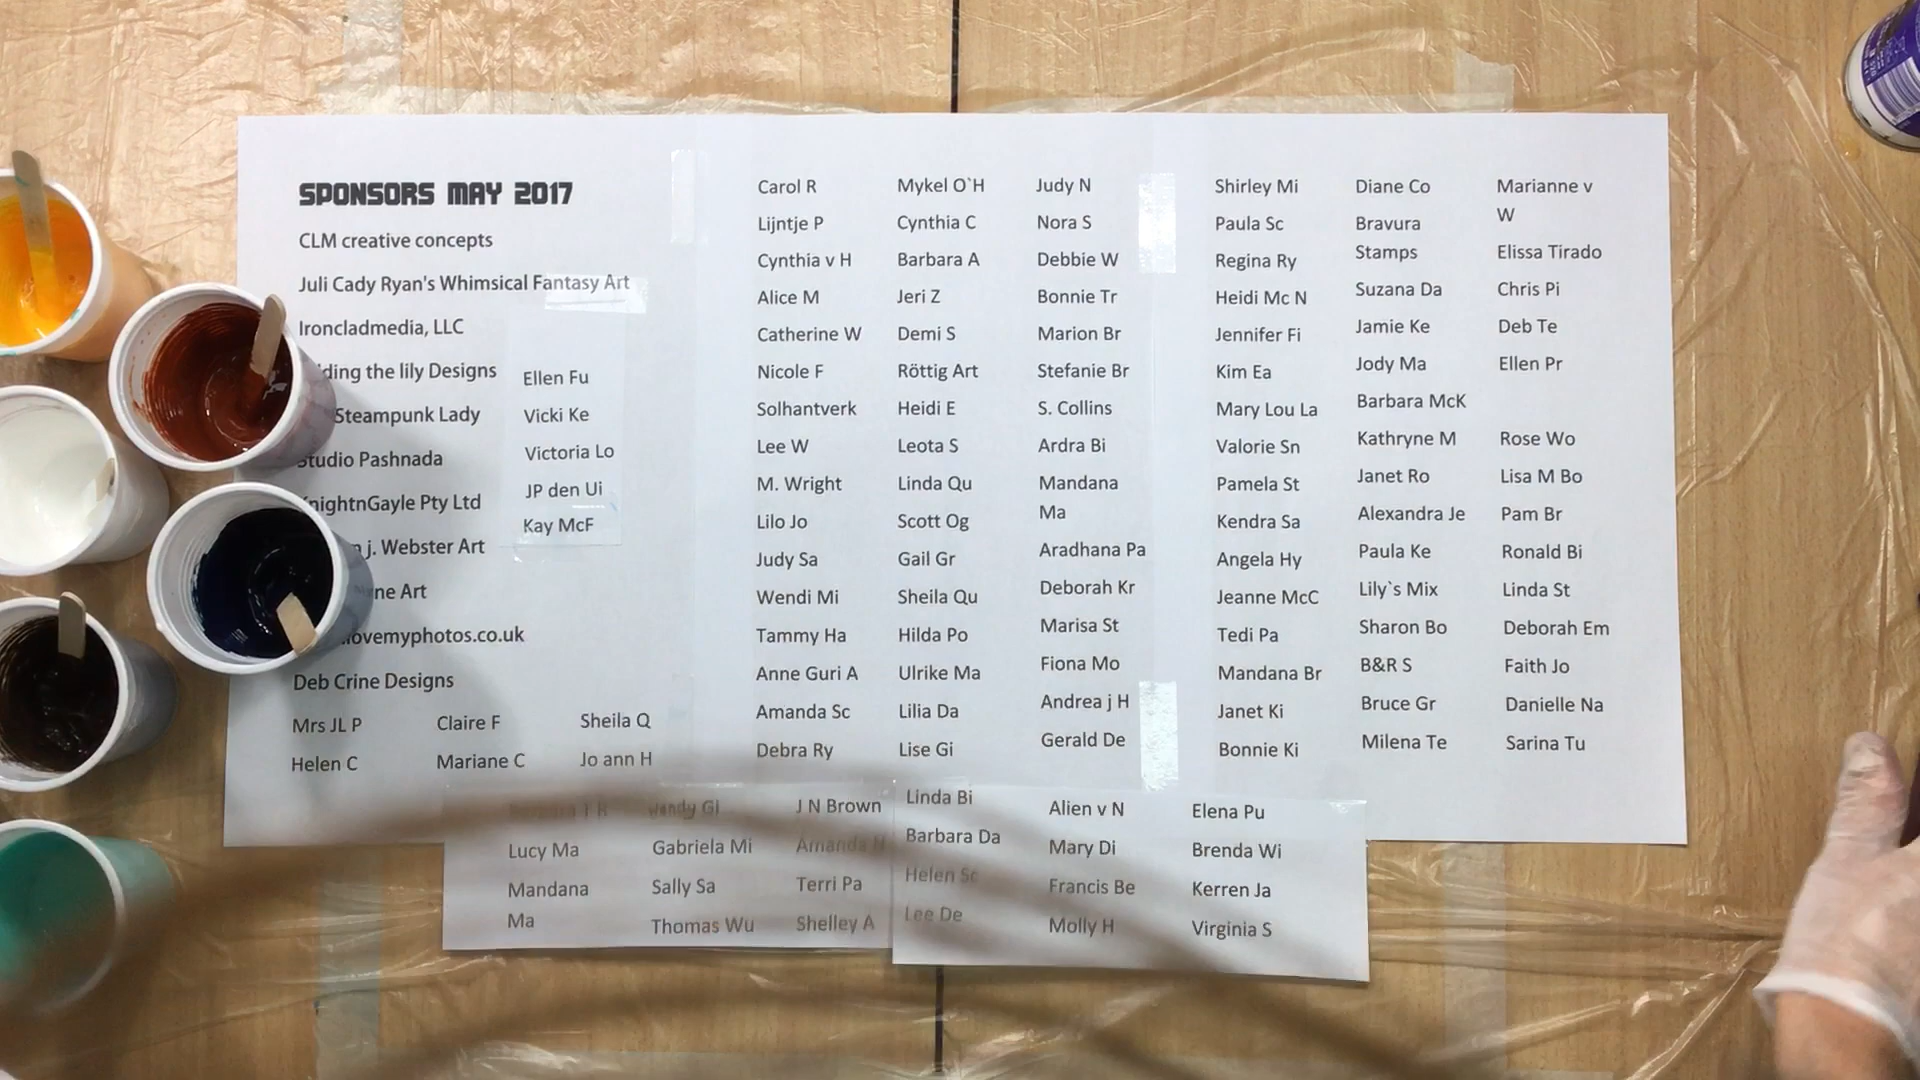 SPONSORS MAY 2017
CLM creative concepts
Juli Cady Ryan's Whimsical Fantasy Art
Ironcladmedia, LLC
the lily Designs
Steampunk Lady
Studio Pashnada
KnightnGayle Pty Ltd
j. Webster Art
Art
Deb Crine Designs
Mrs JL P
Helen C
Claire F
Mariane C
Sheila Q
Jo ann H
Ellen Fu
Vicki Ke
Victoria Lo
JP den Ui
Kay McF
Carol R
Lijntje P
Cynthia v H
Alice M
Catherine W
Nicole F
Solhantverk
Lee W
M. Wright
Lilo Jo
Judy Sa
Wendi Mi
Tammy Ha
Anne Guri A
Amanda Sc
Debra Ry
Mykel O`H
Cynthia C
Barbara A
Jeri Z
Demi S
Röttig Art
Heidi E
Leota S
Linda Qu
Scott Og
Gail Gr
Sheila Qu
Hilda Po
Ulrike Ma
Lilia Da
Lise Gi
Judy N
Nora S
Debbie W
Bonnie Tr
Marion Br
Stefanie Br
S. Collins
Ardra Bi
Mandana
Ma
Aradhana Pa
Deborah Kr
Marisa St
Fiona Mo
Andrea j H
Gerald De
Shirley Mi
Paula Sc
Regina Ry
Heidi Mc N
Jennifer Fi
Kim Ea
Mary Lou La
Valorie Sn
Pamela St
Kendra Sa
Angela Hy
Jeanne McC
Tedi Pa
Mandana Br
Janet Ki
Bonnie Ki
Diane Co
Bravura
Stamps
Suzana Da
Jamie Ke
Jody Ma
Barbara McK
Kathryne M
Janet Ro
Alexandra Je
Paula Ke
Lily`s Mix
Sharon Bo
B&R S
Bruce Gr
Milena Te
Marianne v
W
Elissa Tirado
Chris Pi
Deb Te
Ellen Pr
Rose Wo
Lisa M Bo
Pam Br
Ronald Bi
Linda St
Deborah Em
Faith Jo
Danielle Na
Sarina Tu
Lucy Ma
Mandana
Ma
Wendy Gl
Gabriela Mi
Sally Sa
Thomas Wu
J N Brown
Amanda
Terri Pa
Shelley A
Linda Bi
Barbara Da
Helen Sc
Lee De
Alien v N
Mary Di
Francis Be
Molly H
Elena Pu
Brenda Wi
Kerren Ja
Virginia S